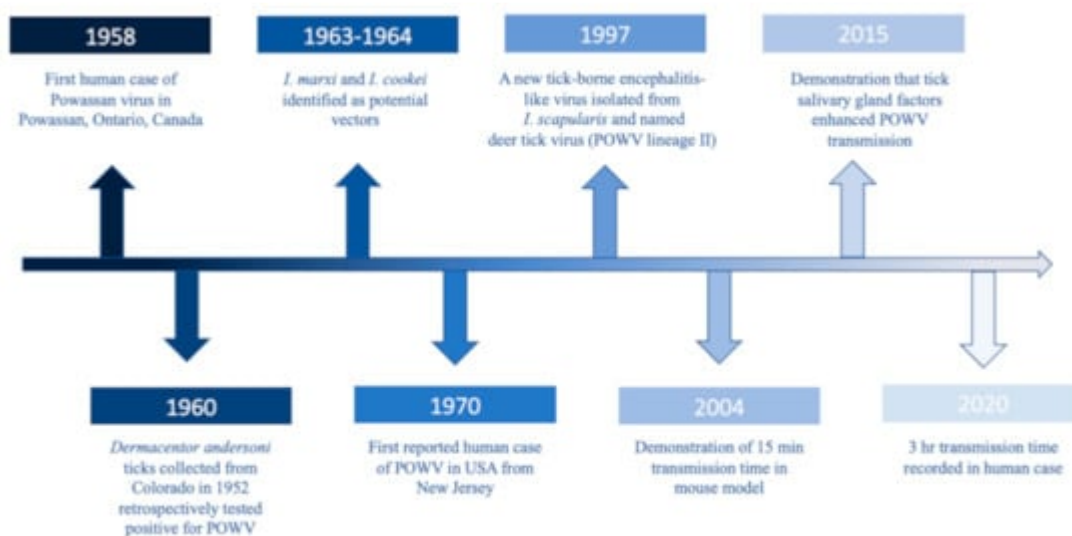 1958
First human case of
Powassan virus in
Powassan, Ontario, Canada
1963-1964
I. marxi and I. cookei
identified as potential
vectors
1997
A new tick-borne encephalitis-
like virus isolated from
I. scapularis and named
deer tick virus (POWV lineage II)
2015
Demonstration that tick
salivary gland factors
enhanced POWV
transmission
1960
Dermacentor andersoni
ticks collected from
Colorado in 1952
retrospectively tested
positive for POWV
1970
First reported human case
of POWV in USA from
New Jersey
2004
Demonstration of 15 min
transmission time in
mouse model
2020
3 hr transmission time
recorded in human case